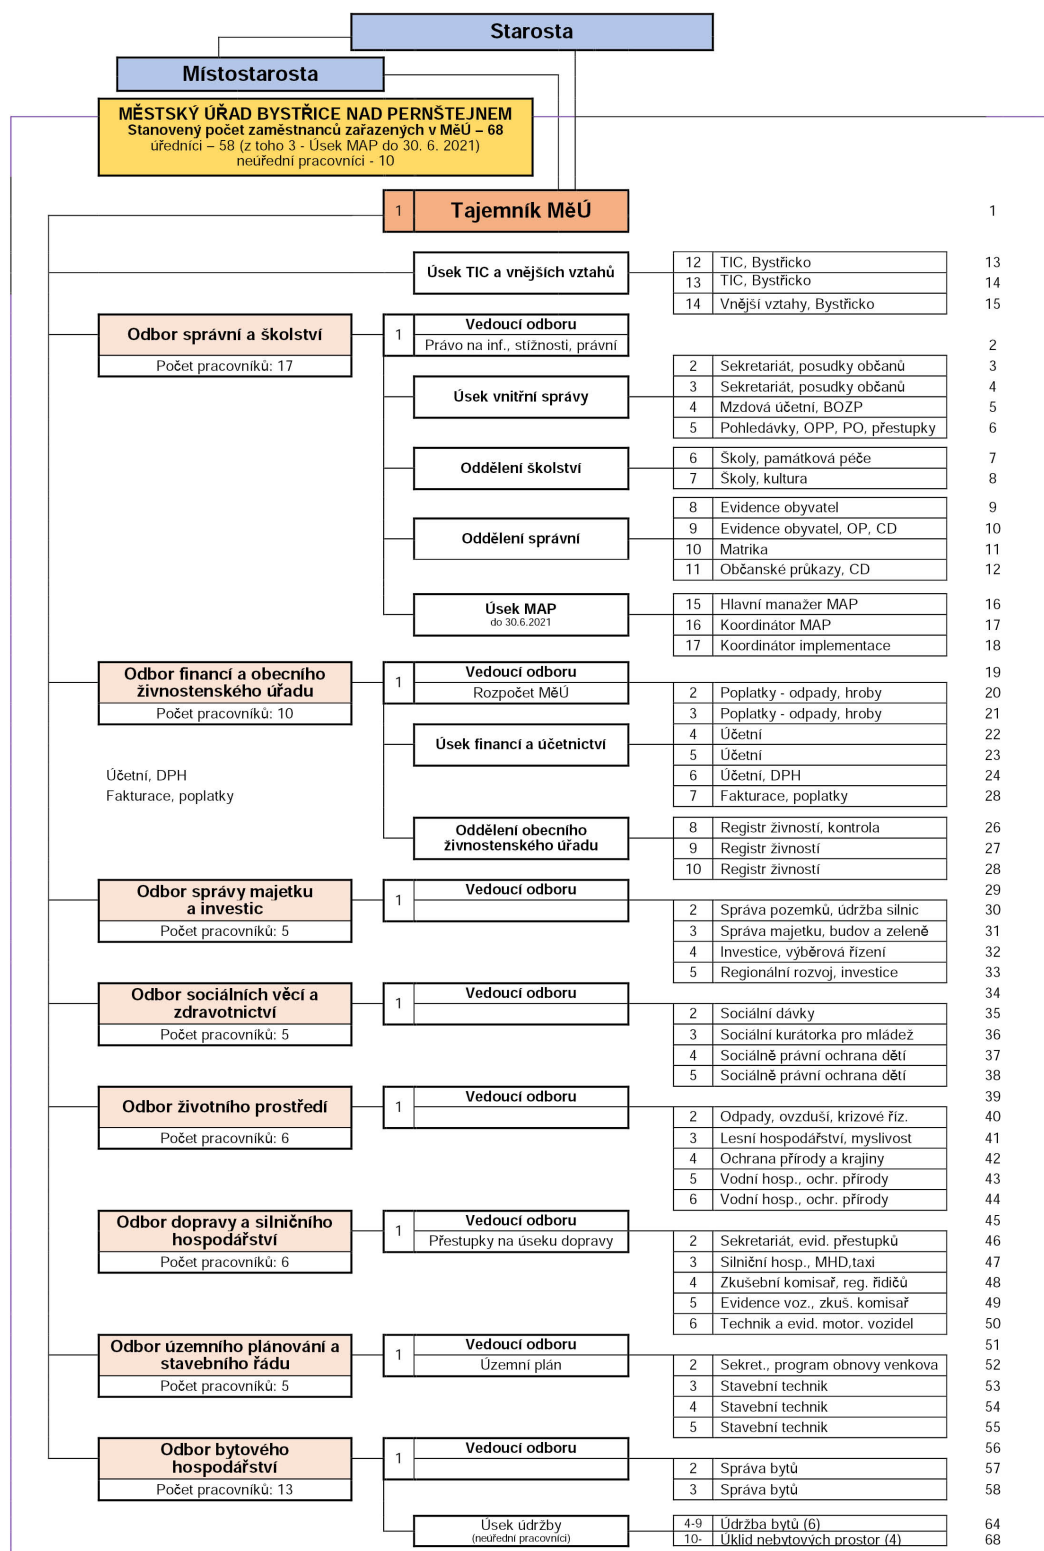 Starosta
Místostarosta
MĚSTSKÝ ÚŘAD BYSTŘICE NAD PERNŠTEJNEM
Stanovený počet zaměstnanců zařazených v MěÚ – 68
úředníci – 58 (z toho 3 - Úsek MAP do 30. 6. 2021)
neúřední pracovníci - 10
1 Tajemník MěÚ 1
Úsek TIC a vnějších vztahů
12 TIC, Bystřicko 13
13 TIC, Bystřicko 14
14 Vnější vztahy, Bystřicko 15
Odbor správní a školství
Počet pracovníků: 17
1 Vedoucí odboru
Právo na inf., stížnosti, právní 2
Úsek vnitřní správy
2 Sekretariát, posudky občanů 3
3 Sekretariát, posudky občanů 4
4 Mzdová účetní, BOZP 5
5 Pohledávky, OPP, PO, přestupky 6
Oddělení školství
6 Školy, památková péče 7
7 Školy, kultura 8
Oddělení správní
8 Evidence obyvatel 9
9 Evidence obyvatel, OP, CD 10
10 Matrika 11
11 Občanské průkazy, CD 12
Úsek MAP
do 30.6.2021
15 Hlavní manažer MAP 16
16 Koordinátor MAP 17
17 Koordinátor implementace 18
Odbor financí a obecního
živnostenského úřadu
Počet pracovníků: 10
1 Vedoucí odboru 19
Rozpočet MěÚ
Úsek financí a účetnictví
2 Poplatky - odpady, hroby 20
3 Poplatky - odpady, hroby 21
4 Účetní 22
5 Účetní 23
Účetní, DPH
6 Účetní, DPH 24
Fakturace, poplatky
7 Fakturace, poplatky 28
Oddělení obecního
živnostenského úřadu
8 Registr živností, kontrola 26
9 Registr živností 27
10 Registr živností 28
Odbor správy majetku
a investic
Počet pracovníků: 5
1 Vedoucí odboru 29
2 Správa pozemků, údržba silnic 30
3 Správa majetku, budov a zeleně 31
4 Investice, výběrová řízení 32
5 Regionální rozvoj, investice 33
Odbor sociálních věcí a
zdravotnictví
Počet pracovníků: 5
1 Vedoucí odboru 34
2 Sociální dávky 35
3 Sociální kurátorka pro mládež 36
4 Sociálně právní ochrana dětí 37
5 Sociálně právní ochrana dětí 38
Odbor životního prostředí
Počet pracovníků: 6
1 Vedoucí odboru 39
2 Odpady, ovzduší, krizové říz. 40
3 Lesní hospodářství, myslivost 41
4 Ochrana přírody a krajiny 42
5 Vodní hosp., ochr. přírody 43
6 Vodní hosp., ochr. přírody 44
Odbor dopravy a silničního
hospodářství
Počet pracovníků: 6
1 Vedoucí odboru 45
Přestupky na úseku dopravy
2 Sekretariát, evid. přestupků 46
3 Silniční hosp., MHD,taxi 47
4 Zkušební komisař, reg. řidičů 48
5 Evidence voz., zkuš. komisař 49
6 Technik a evid. motor. vozidel 50
Odbor územního plánování a
stavebního řádu
Počet pracovníků: 5
1 Vedoucí odboru 51
Územní plán
2 Sekret., program obnovy venkova 52
3 Stavební technik 53
4 Stavební technik 54
5 Stavební technik 55
Odbor bytového
hospodářství
Počet pracovníků: 13
1 Vedoucí odboru 56
2 Správa bytů 57
3 Správa bytů 58
Úsek údržby
(neúřední pracovníci)
4-9 Údržba bytů (6) 64
10- Úklid nebytových prostor (4) 68